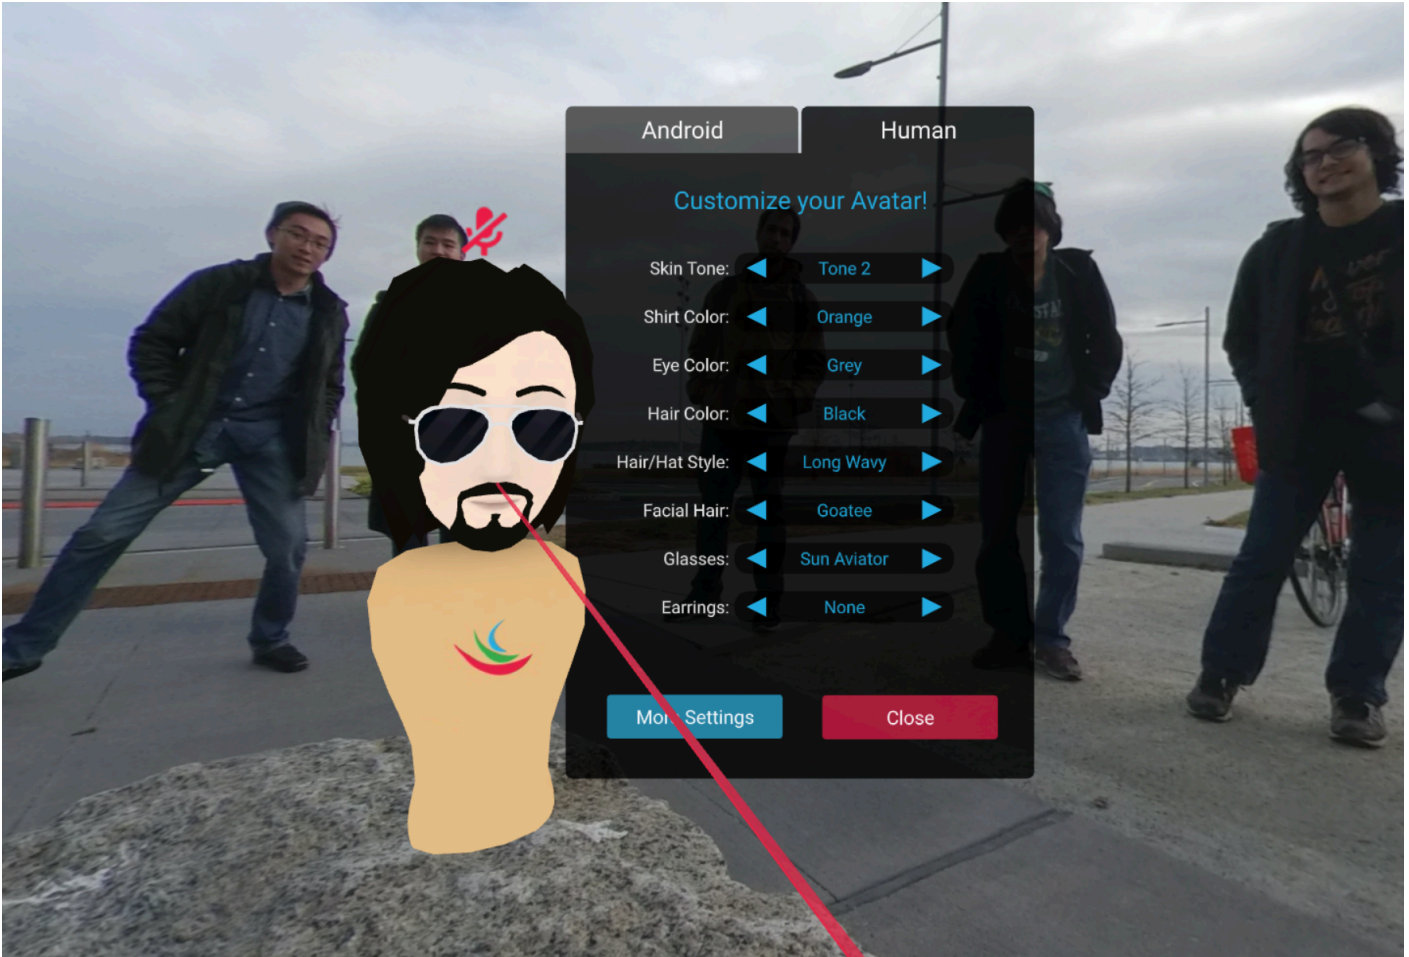 Android
Human
Customize your Avatar!
Skin Tone: Tone 2
Shirt Color: Orange
Eye Color: Grey
Hair Color: Black
Hair/Hat Style: Long Wavy
Facial Hair: Goatee
Glasses: Sun Aviator
Earrings: None
More Settings
Close